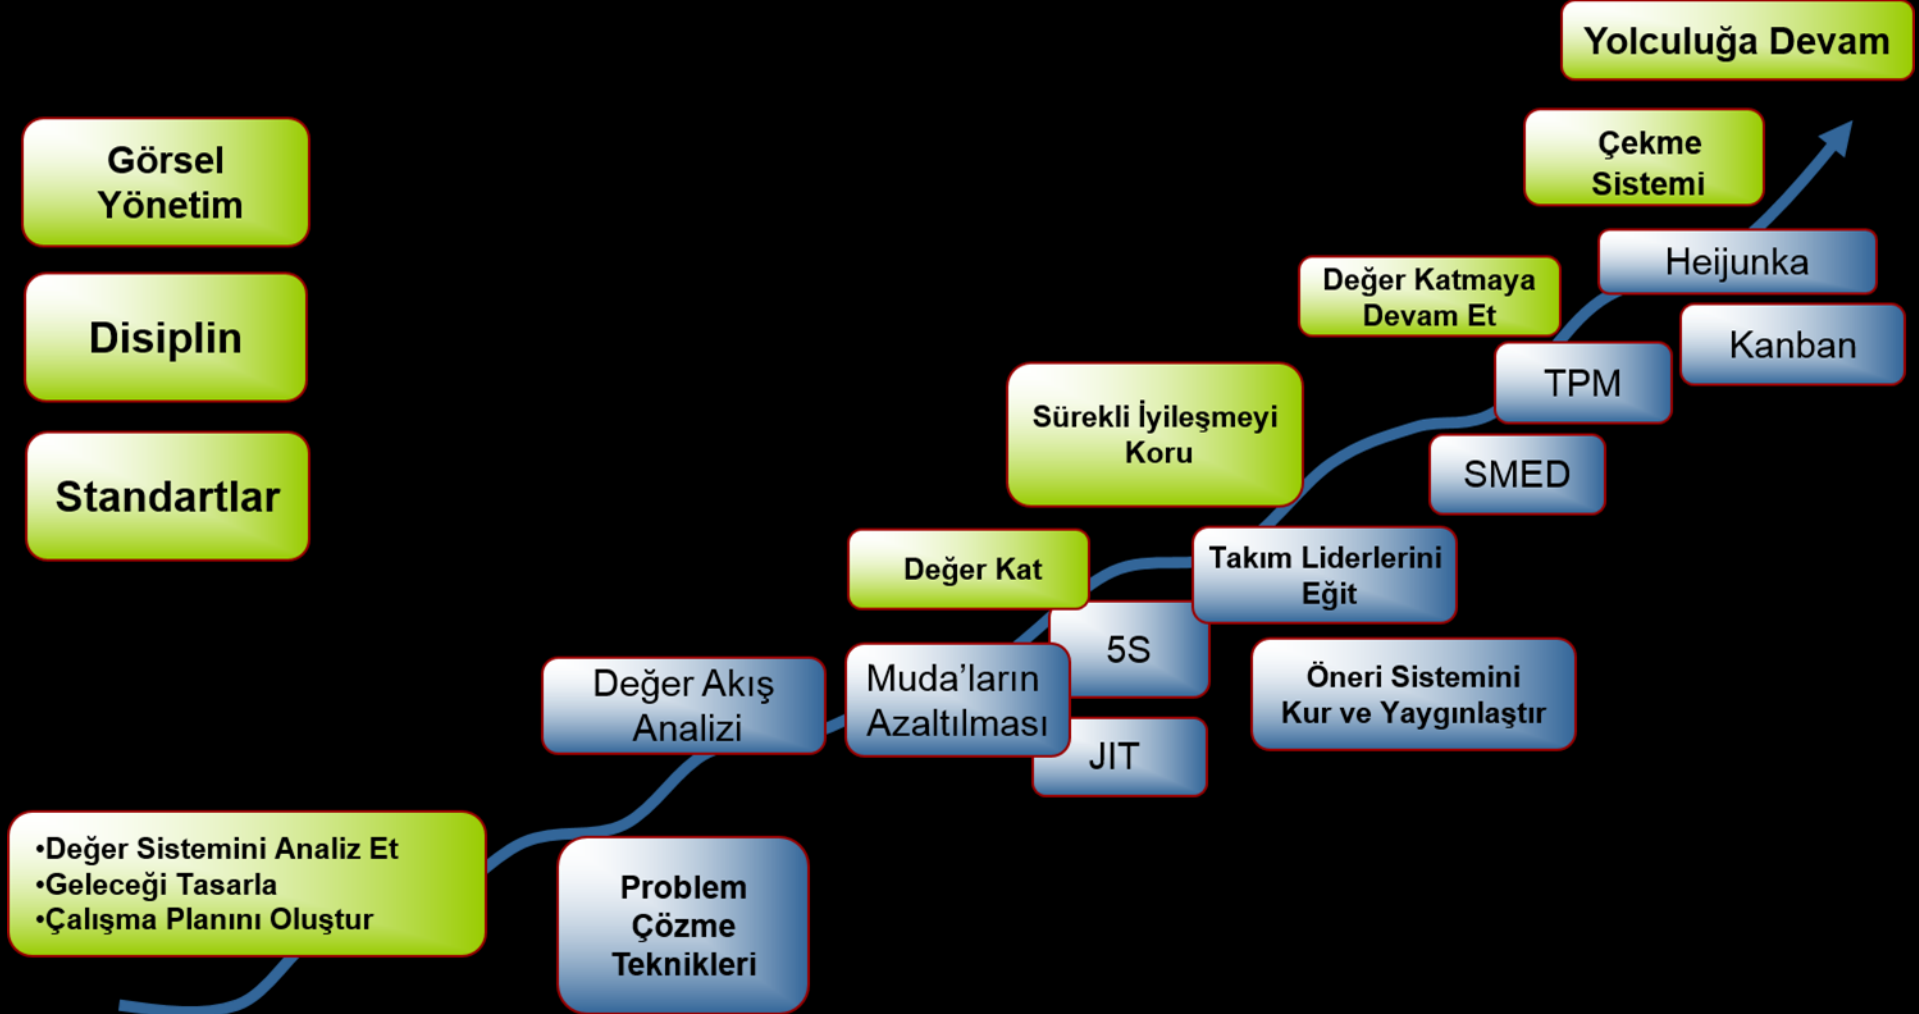 Yolculuğa Devam
Görsel
Yönetim
Disiplin
Standartlar
Çekme
Sistemi
Heijunka
Kanban
Değer Katmaya
Devam Et
TPM
SMED
Sürekli İyileşmeyi
Koru
Takım Liderlerini
Eğit
Öneri Sistemini
Kur ve Yaygınlaştır
Değer Kat
5S
Muda’ların
Azaltılması
JIT
Değer Akış
Analizi
Problem
Çözme
Teknikleri
•Değer Sistemini Analiz Et
•Geleceği Tasarla
•Çalışma Planını Oluştur